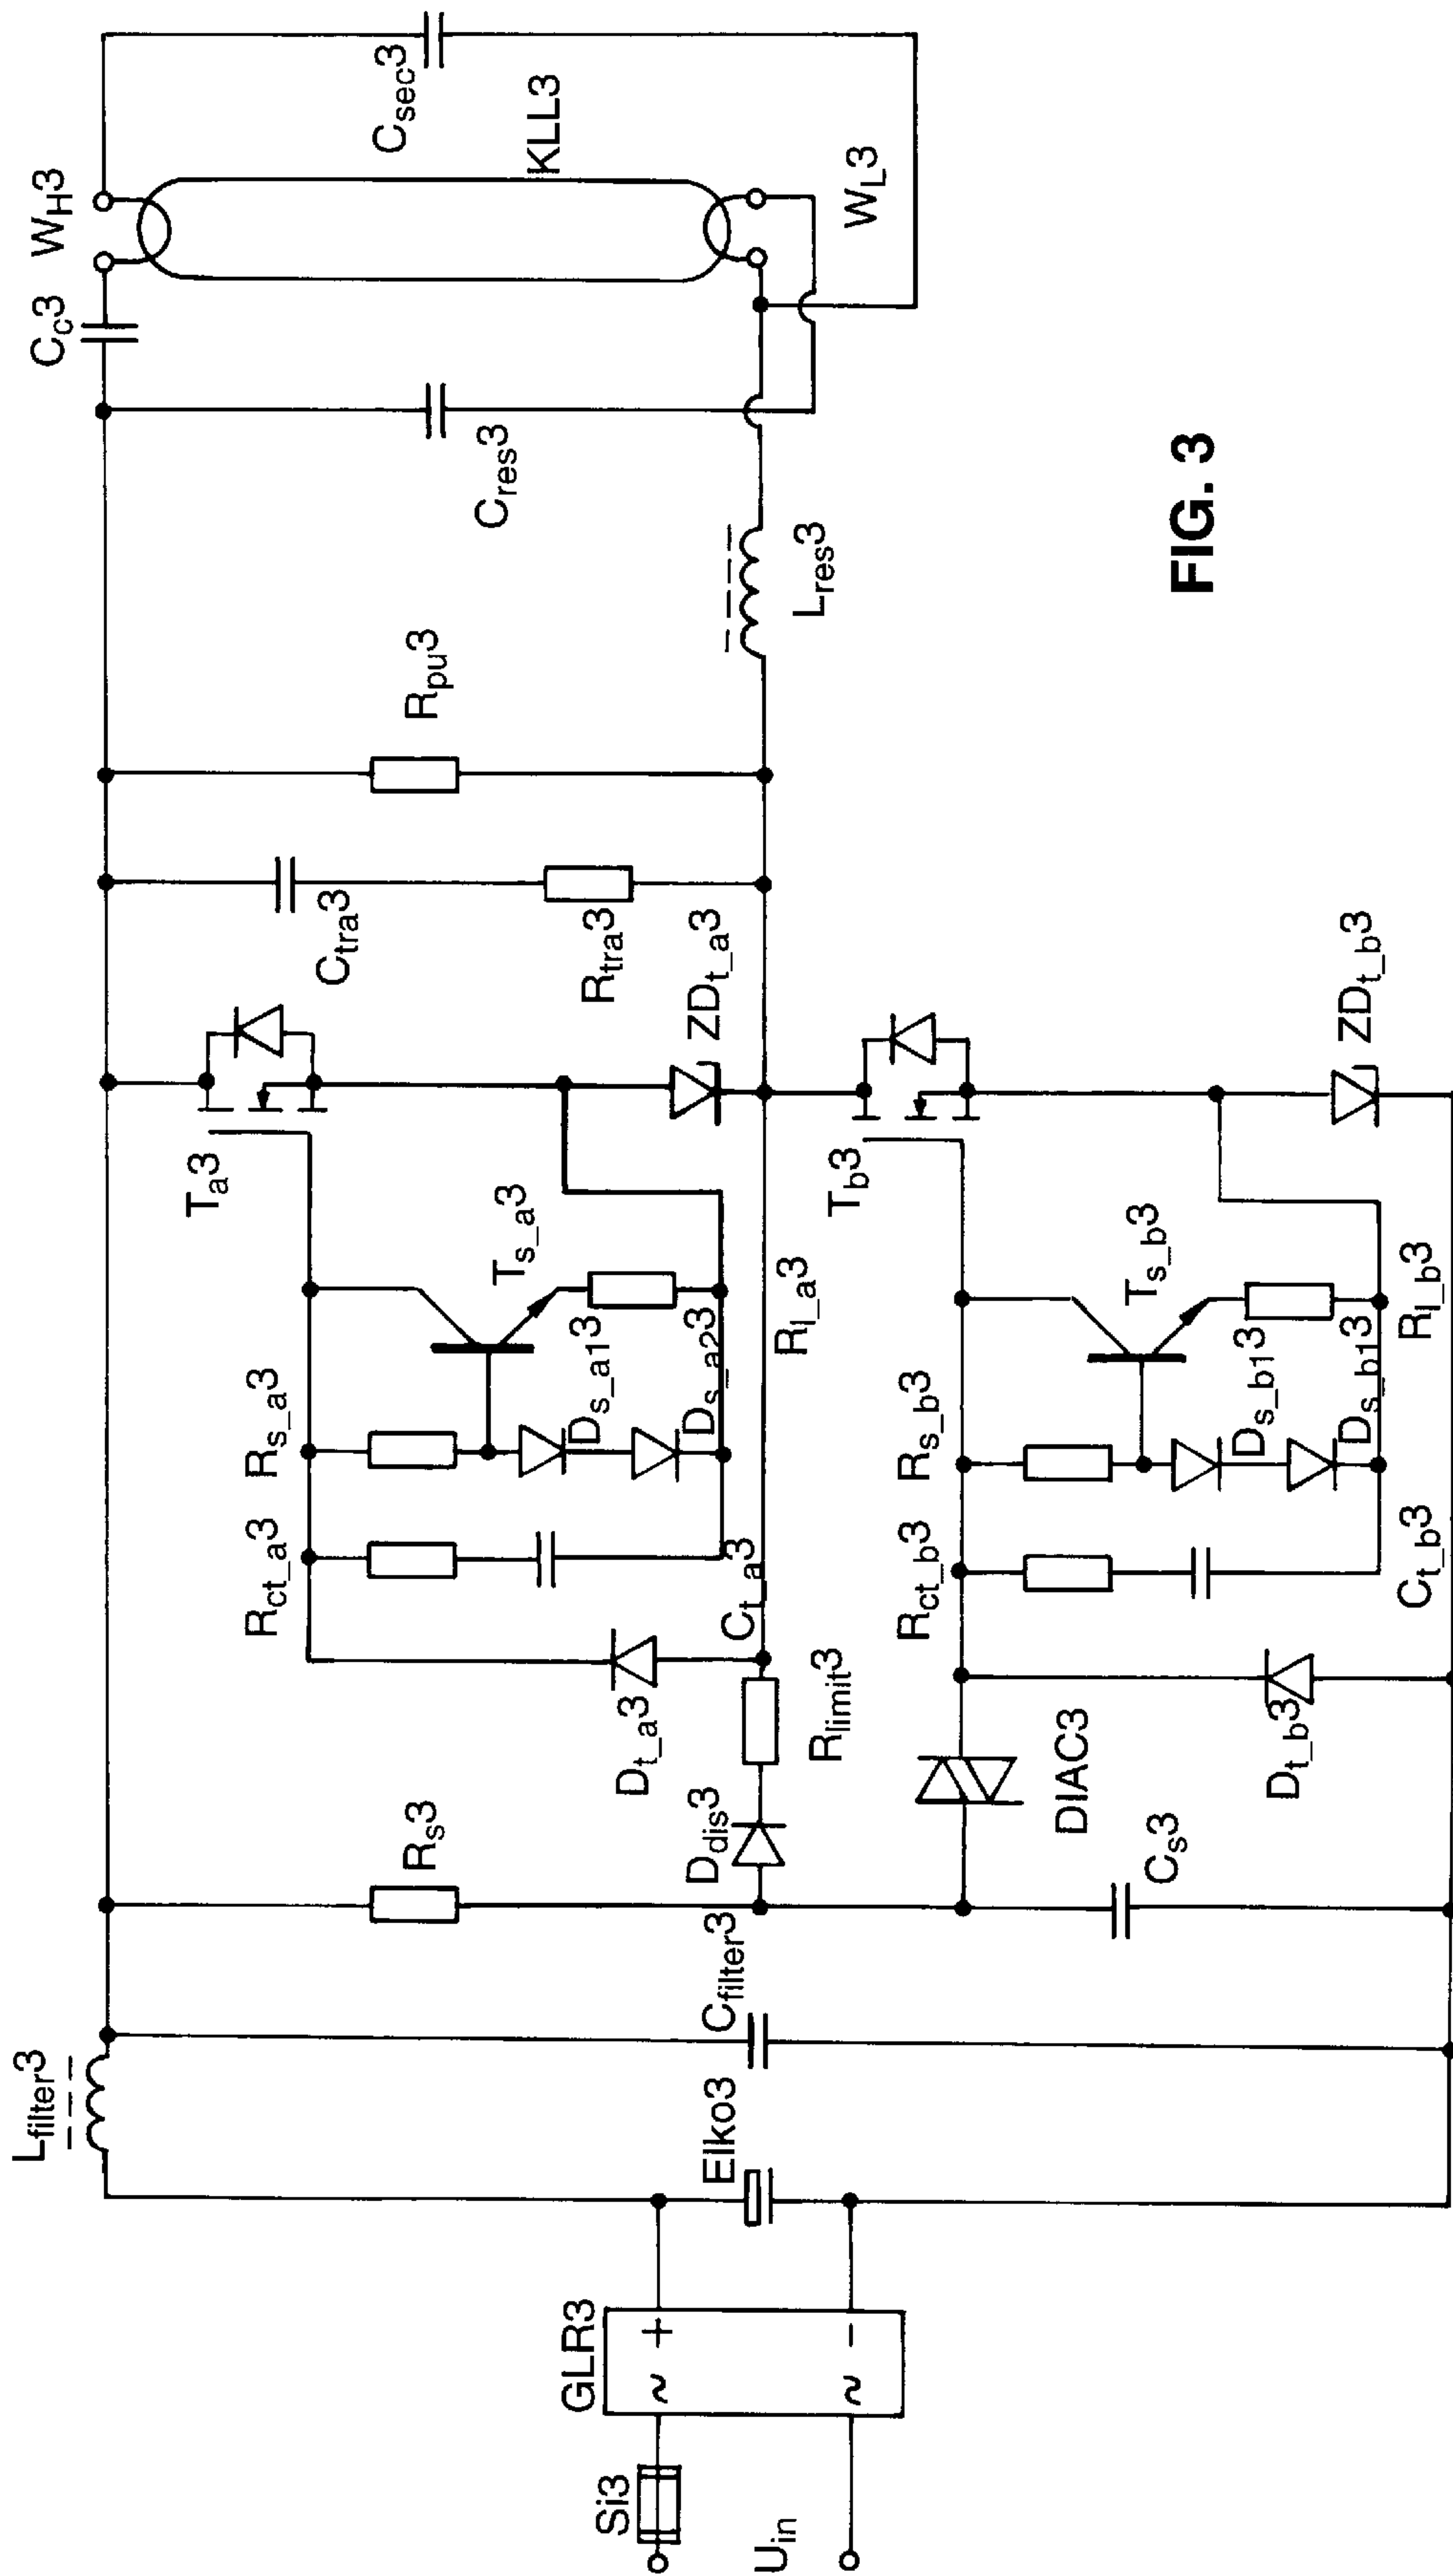 Si3
U_in
GLR3
~ +
~ −
L_filter3
Elko3
C_filter3
R_s3
D_dis3
R_limit3
DIAC3
C_s3
D_t_a3
D_t_b3
R_ct_a3
C_t_a3
R_s_a3
D_s_a13
D_s_a23
T_s_a3
R_l_a3
T_a3
R_ct_b3
C_t_b3
R_s_b3
D_s_b13
D_s_b13
T_s_b3
R_l_b3
T_b3
ZD_t_a3
ZD_t_b3
C_tra3
R_tra3
R_pu3
L_res3
C_res3
C_c3
W_H3
W_L3
KLL3
C_sec3
FIG. 3